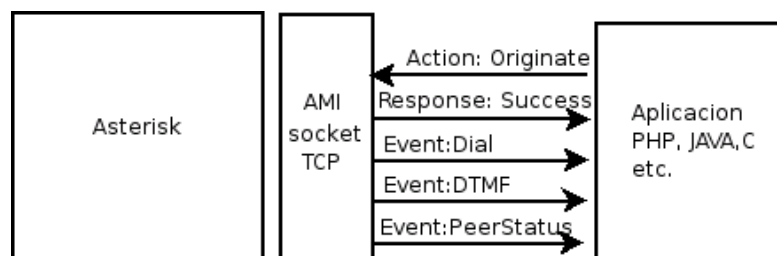 Asterisk
AMI
socket
TCP
Action: Originate
Response: Success
Event:Dial
Event:DTMF
Event:PeerStatus
Aplicacion
PHP, JAVA,C
etc.